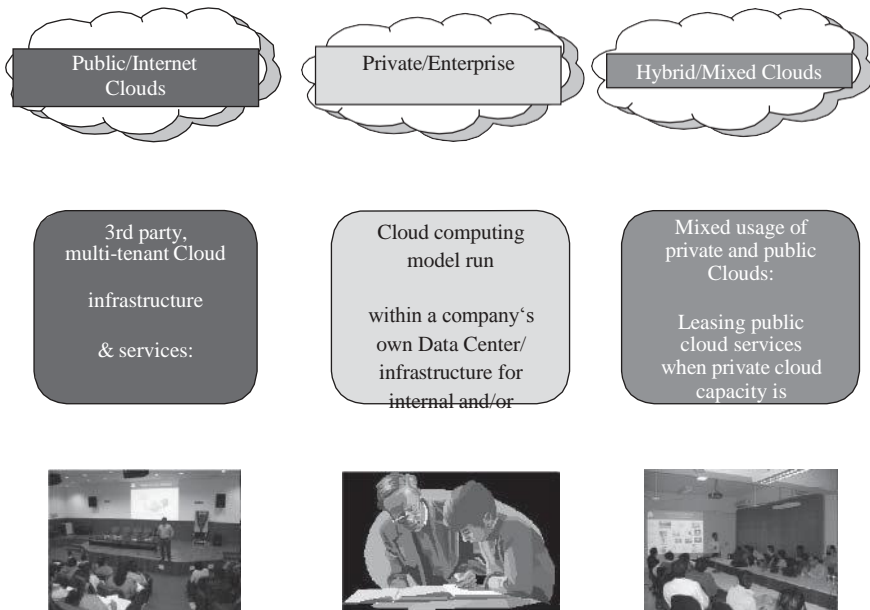 Public/Internet
Clouds
Private/Enterprise
Hybrid/Mixed Clouds
3rd party,
multi-tenant Cloud
infrastructure
& services:
Cloud computing
model run
within a company‘s
own Data Center/
infrastructure for
internal and/or
Mixed usage of
private and public
Clouds:
Leasing public
cloud services
when private cloud
capacity is